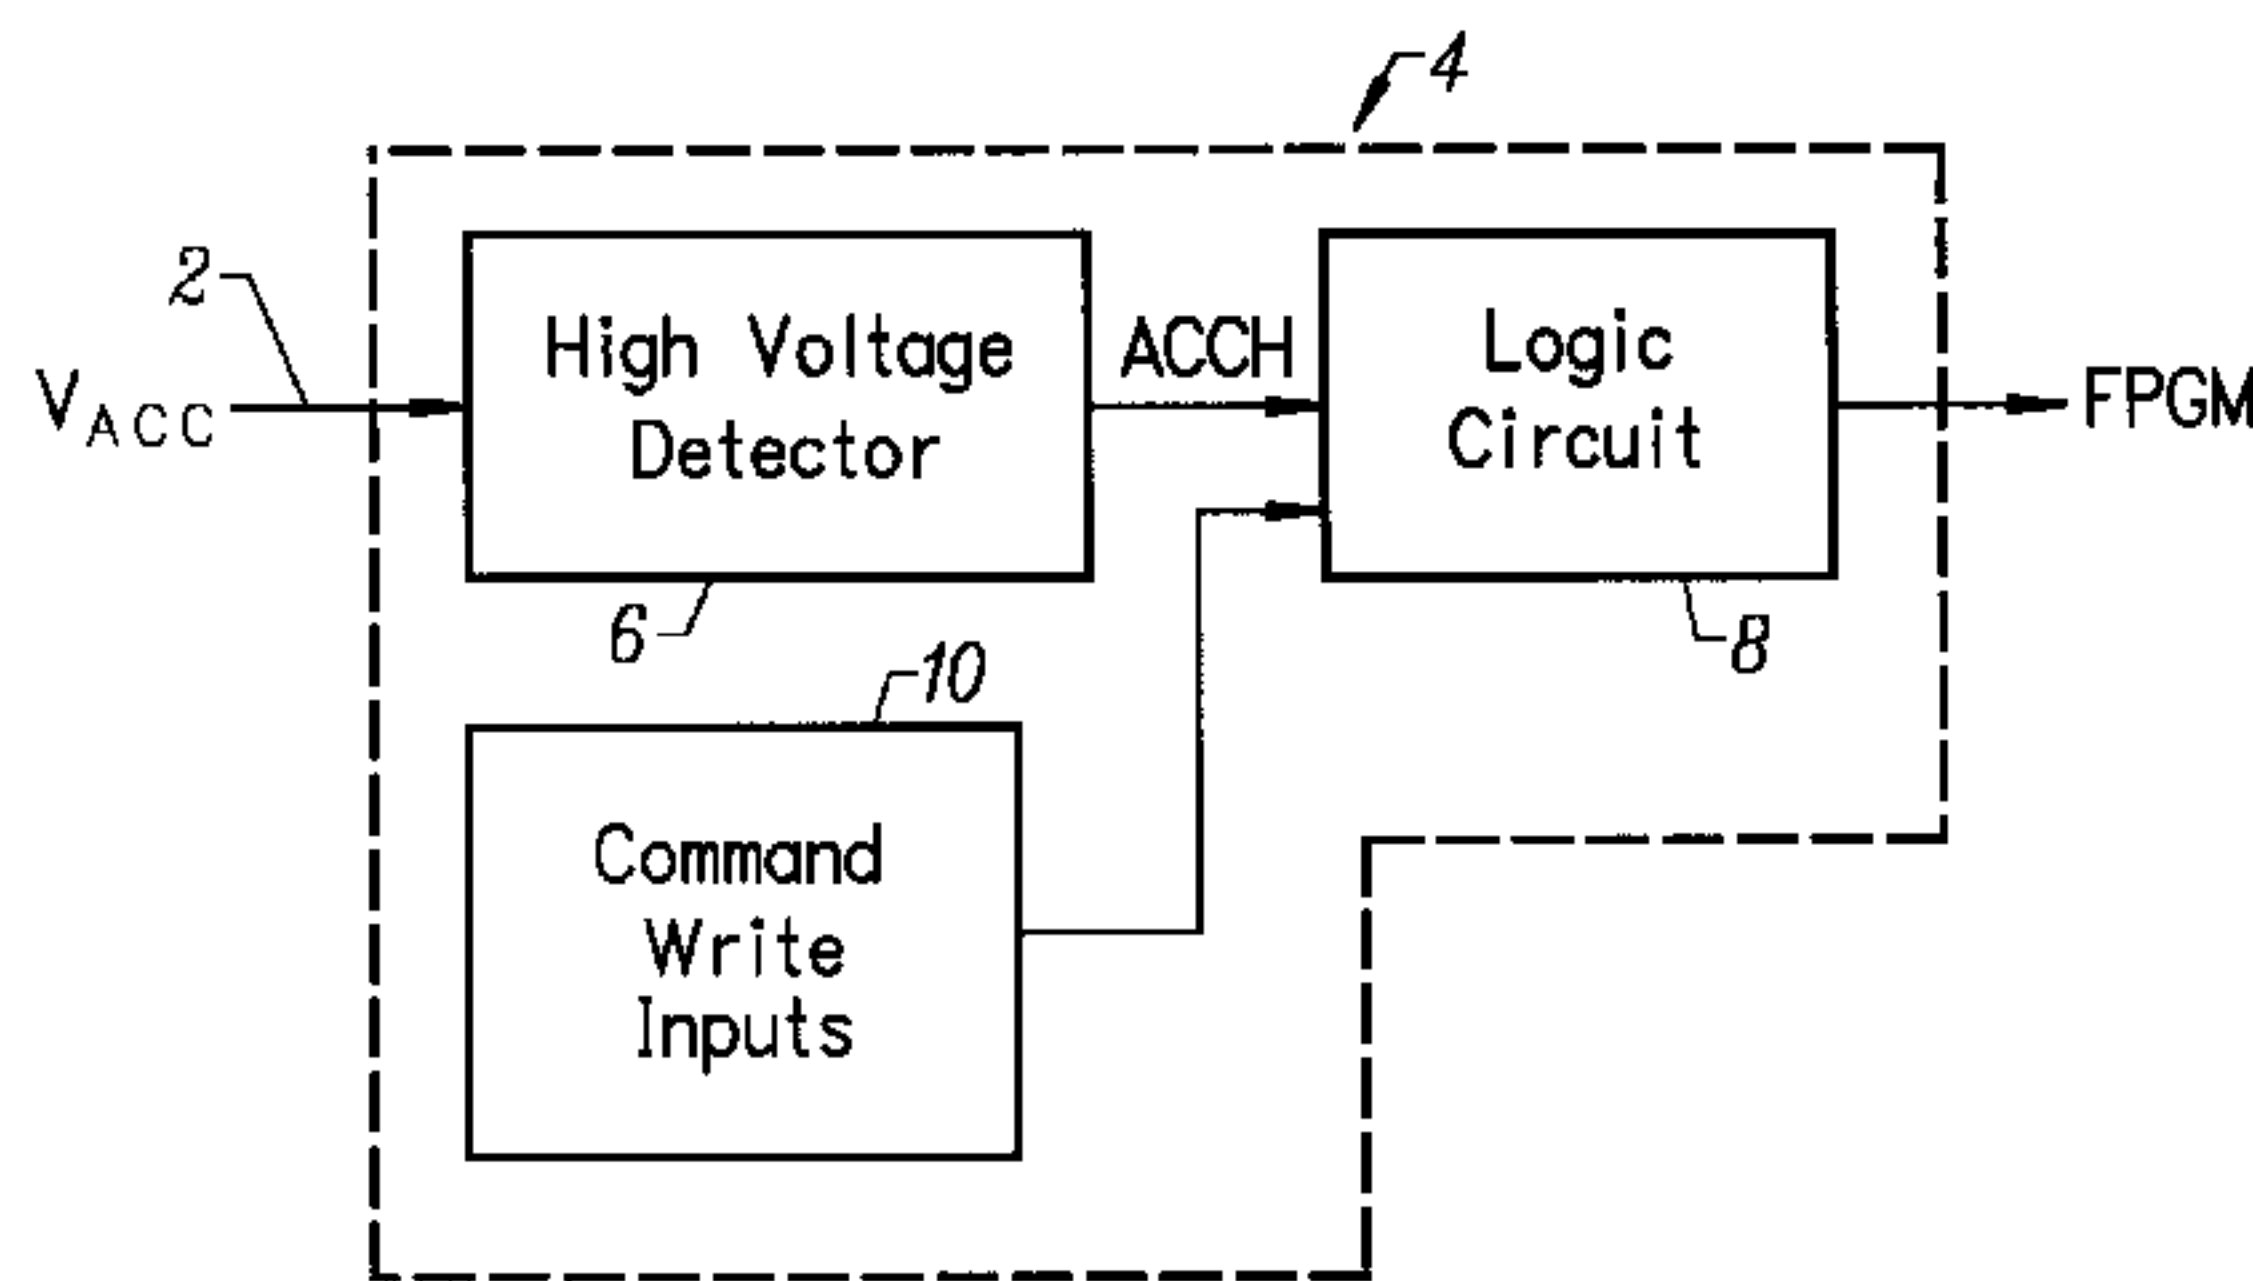 4
2
High Voltage
Detector
ACCH
Logic
Circuit
VACC
FPGM
6
8
10
Command
Write
Inputs